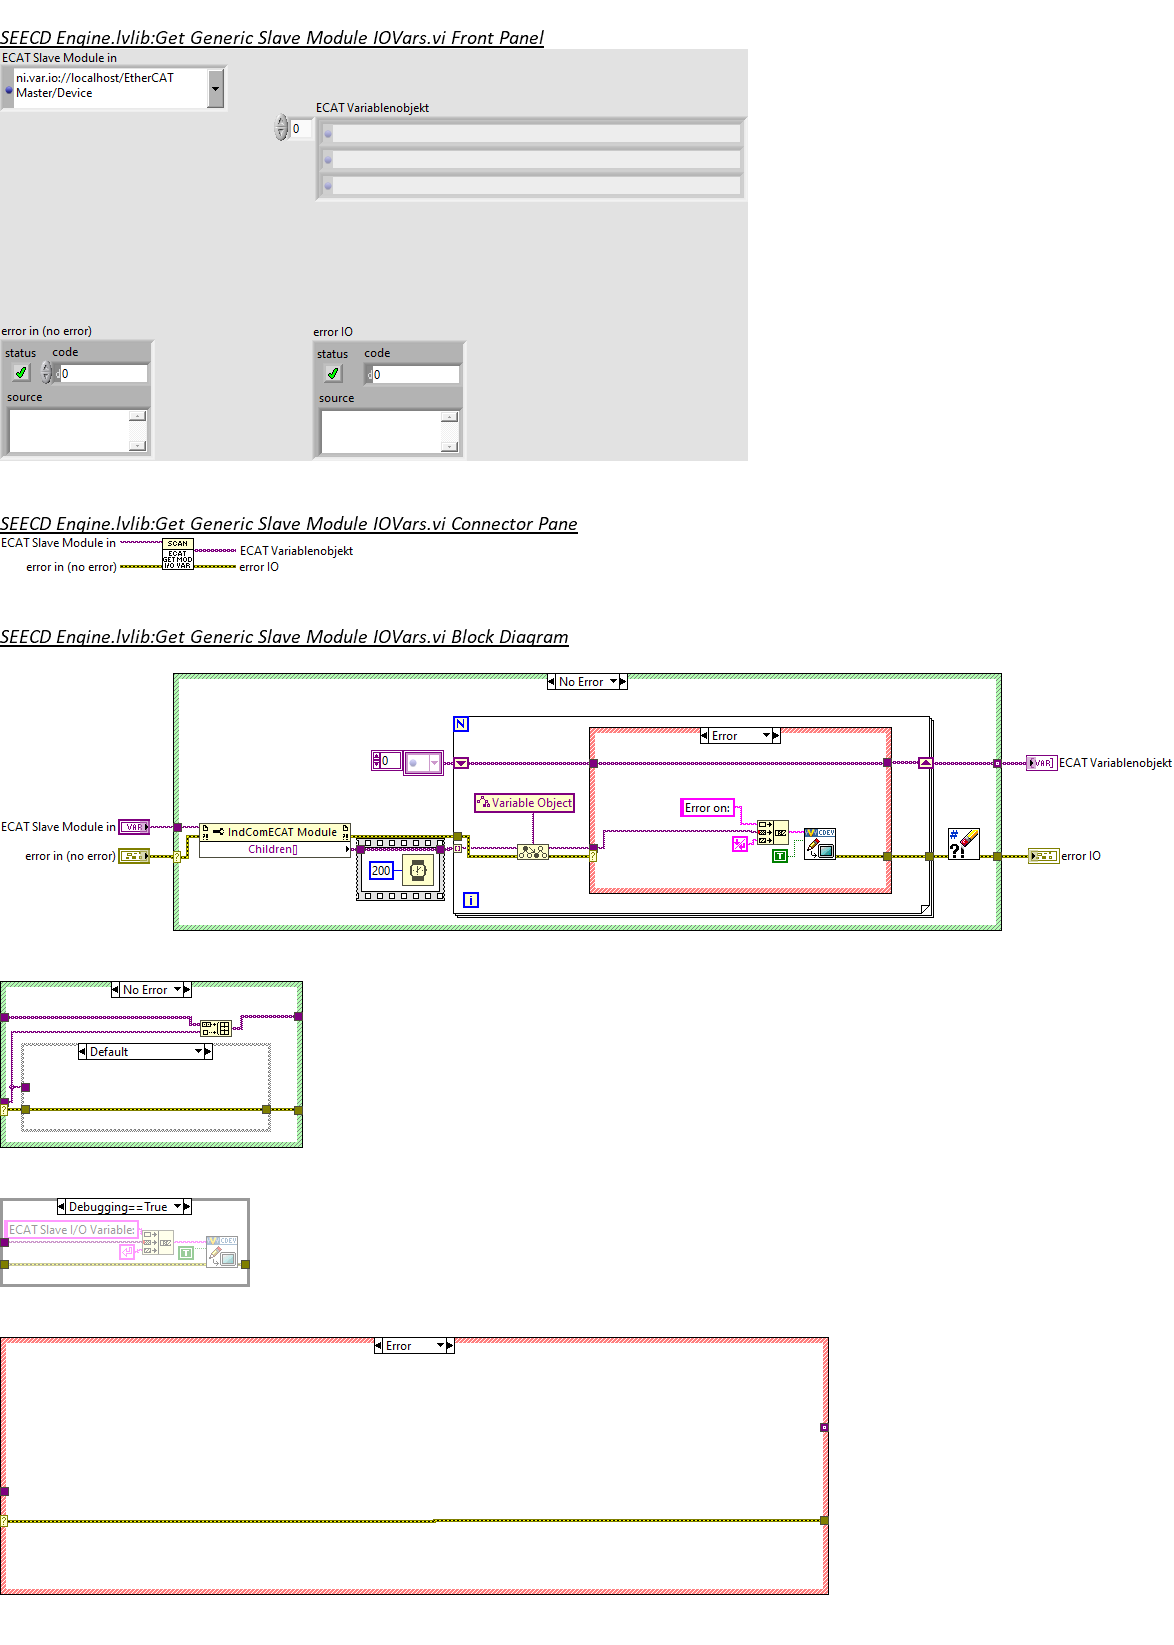 SEECD Engine.lvlib:Get Generic Slave Module IOVars.vi Front Panel
ECAT Slave Module in
ni.var.io://localhost/EtherCAT
Master/Device
ECAT Variablenobjekt
0
error in (no error)
status
code
0
source
error IO
status
code
0
source
SEECD Engine.lvlib:Get Generic Slave Module IOVars.vi Connector Pane
ECAT Slave Module in
SCAN
ECAT
GET MOD
I/O VAR
ECAT Variablenobjekt
error in (no error)
error IO
SEECD Engine.lvlib:Get Generic Slave Module IOVars.vi Block Diagram
No Error
N
Error
0
VAR]
ECAT Variablenobjekt
Variable Object
Error on:
ECAT Slave Module in
VAR
IndComECAT Module
Children[]
CDEV
#
?!
error in (no error)
?
?
T
error IO
200
i
No Error
Default
?
Debugging==True
ECAT Slave I/O Variable:
CDEV
T
Error
?